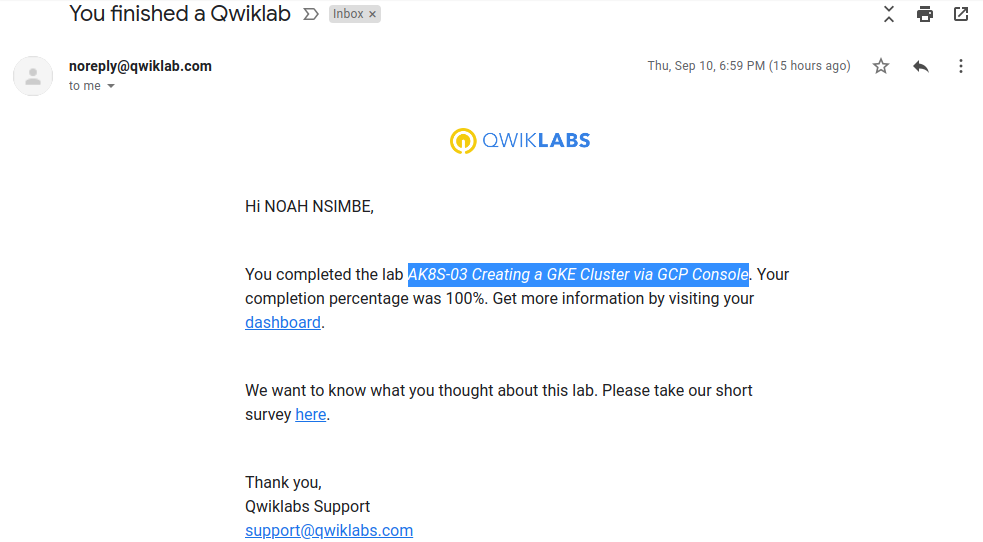 You finished a Qwiklab
Inbox ×
noreply@qwiklab.com
Thu, Sep 10, 6:59 PM (15 hours ago)
to me
QWIKLABS
Hi NOAH NSIMBE,
You completed the lab AK8S-03 Creating a GKE Cluster via GCP Console. Your
completion percentage was 100%. Get more information by visiting your
dashboard.
We want to know what you thought about this lab. Please take our short
survey here.
Thank you,
Qwiklabs Support
support@qwiklabs.com